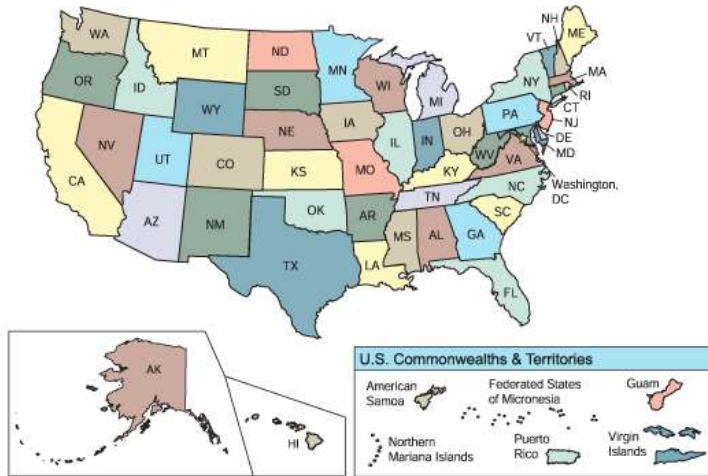 WA
MT
ND
MN
OR
ID
SD
WY
WI
MI
NH
VT
ME
NY
MA
RI
CT
NJ
PA
DE
MD
Washington,
DC
NV
UT
CA
CO
NE
IA
IL
IN
OH
WV
VA
KS
MO
KY
NC
TN
SC
AZ
NM
OK
AR
TX
LA
MS
AL
GA
FL
AK
HI
U.S. Commonwealths & Territories
American
Samoa
Federated States
of Micronesia
Guam
Northern
Mariana Islands
Puerto
Rico
Virgin
Islands